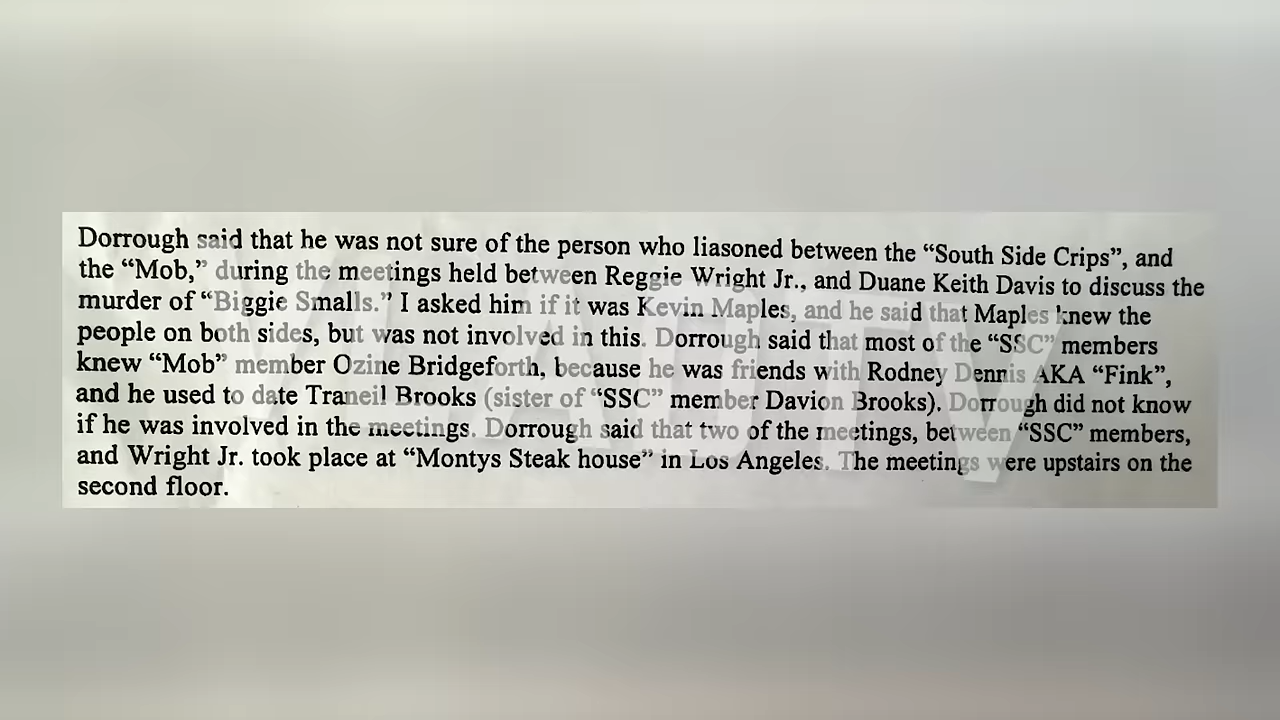 Dorrough said that he was not sure of the person who liasoned between the “South Side Crips”, and
the “Mob,” during the meetings held between Reggie Wright Jr., and Duane Keith Davis to discuss the
murder of “Biggie Smalls.” I asked him if it was Kevin Maples, and he said that Maples knew the
people on both sides, but was not involved in this. Dorrough said that most of the “SSC” members
knew “Mob” member Ozine Bridgeforth, because he was friends with Rodney Dennis AKA “Fink”,
and he used to date Traneil Brooks (sister of “SSC” member Davion Brooks). Dorrough did not know
if he was involved in the meetings. Dorrough said that two of the meetings, between “SSC” members,
and Wright Jr. took place at “Montys Steak house” in Los Angeles. The meetings were upstairs on the
second floor.
VLADTV